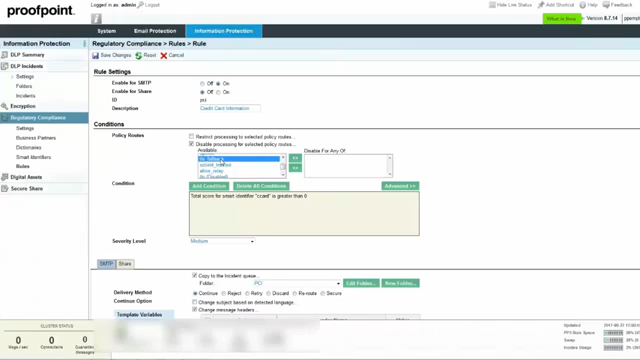 proofpoint
Logged in as: admin Logout
Hide Live Status Add Shortcut Help Feedback
What is New Version 8.7.14
System Email Protection Information Protection
Information Protection
DLP Summary
DLP Incidents
Settings
Folders
Incidents
Encryption
Regulatory Compliance
Settings
Business Partners
Dictionaries
Smart Identifiers
Rules
Digital Assets
Secure Share
Regulatory Compliance > Rules > Rule
Save Changes Reset Cancel
Rule Settings
Enable for SMTP Off On
Enable for Share Off On
ID pci
Description Credit Card Information
Conditions
Policy Routes Restrict processing to selected policy routes...
Disable processing for selected policy routes...
Available Disable For Any Of:
allow_relay
>>
<<
Condition Add Condition Delete All Conditions Advanced >>
Total score for smart identifier "ccard" is greater than 0
Severity Level Medium
SMTP Share
Copy to the Incident queue...
Folder: PCI Edit Folder... New Folder...
Delivery Method Continue Reject Retry Discard Re-route Secure
Continue Option Change subject based on detected language...
Change message headers...
Template Variables
CLUSTER STATUS
0 0 0
Msgs / sec Connections Quarantine Messages
Updated
PPS Disk Space
Swap